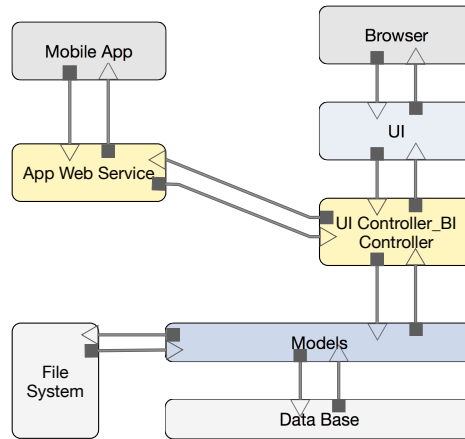 Mobile App
Browser
UI
App Web Service
UI Controller_BI
Controller
Models
File
System
Data Base